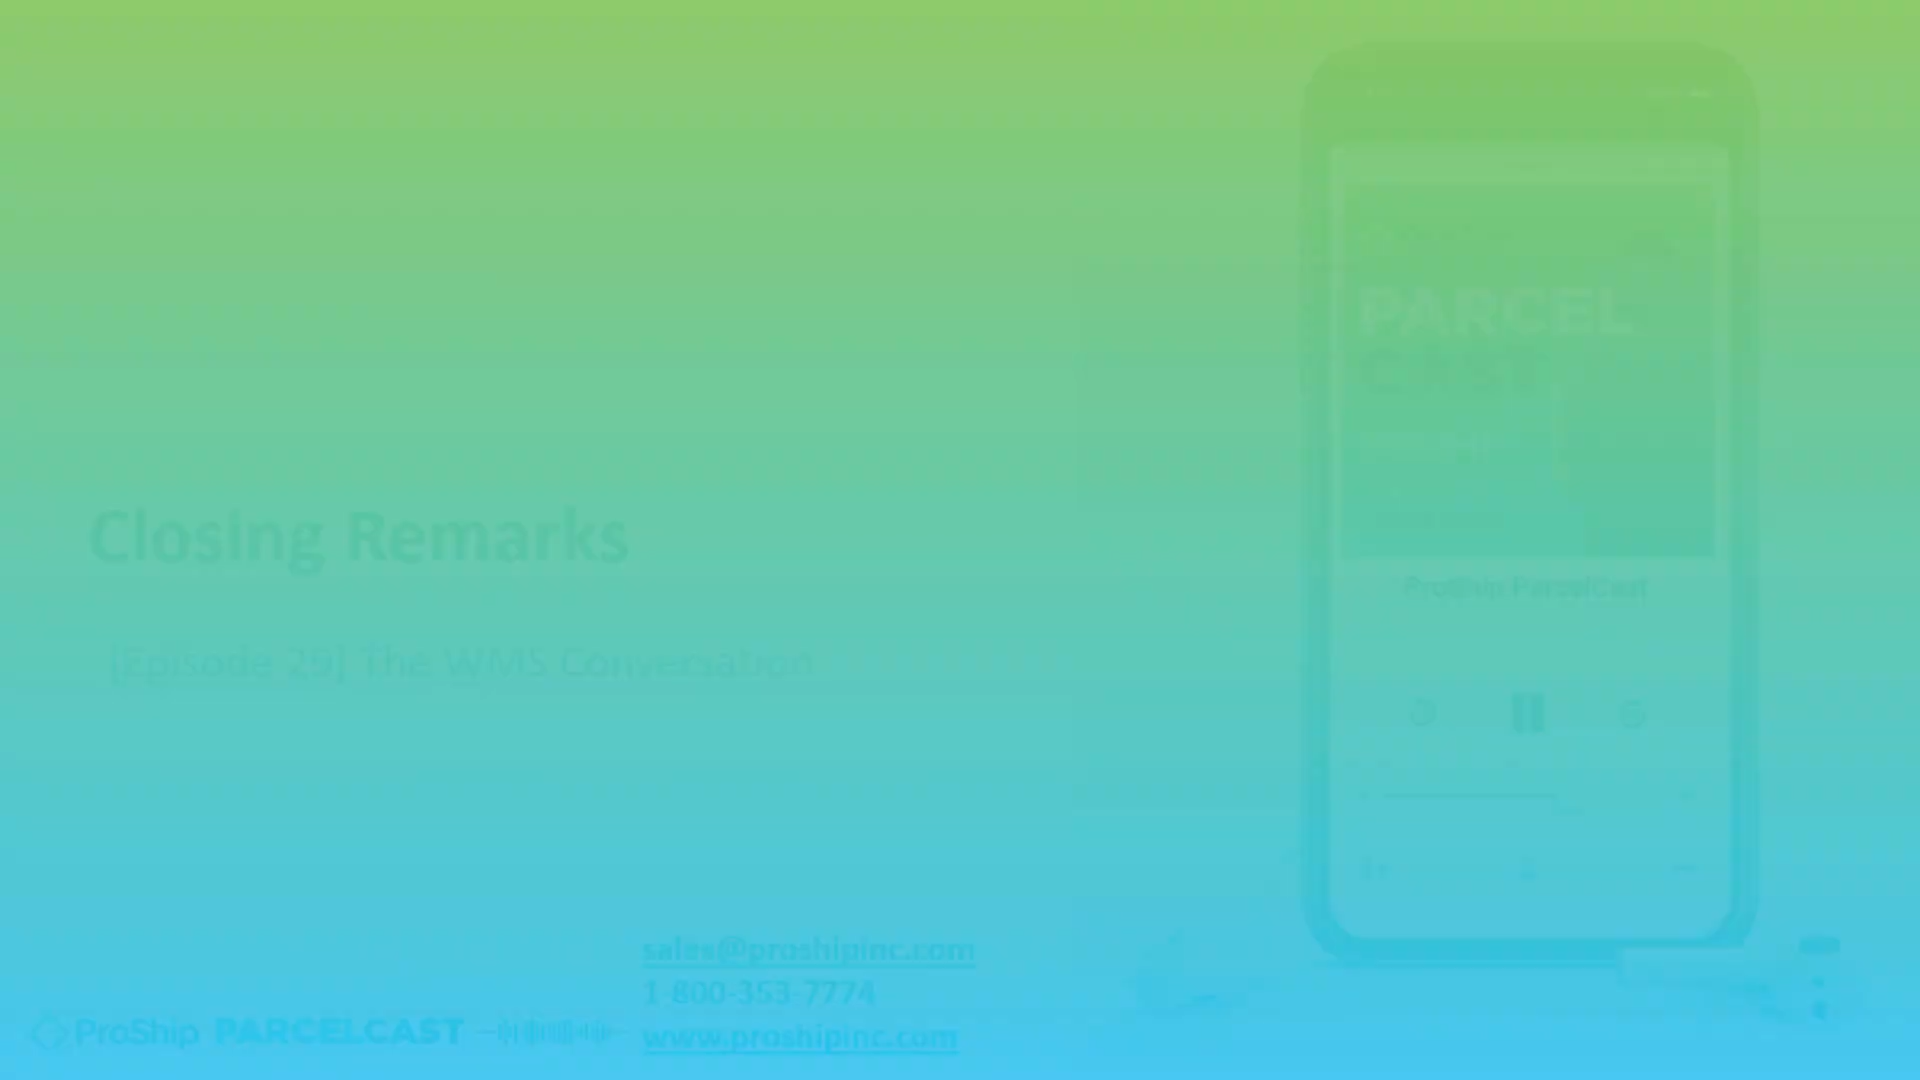 Closing Remarks
[Episode 29] The WMS Conversation
PARCEL
CAST
ProShip ParcelCast
sales@proshipinc.com
1-800-353-7774
www.proshipinc.com
ProShip PARCELCAST